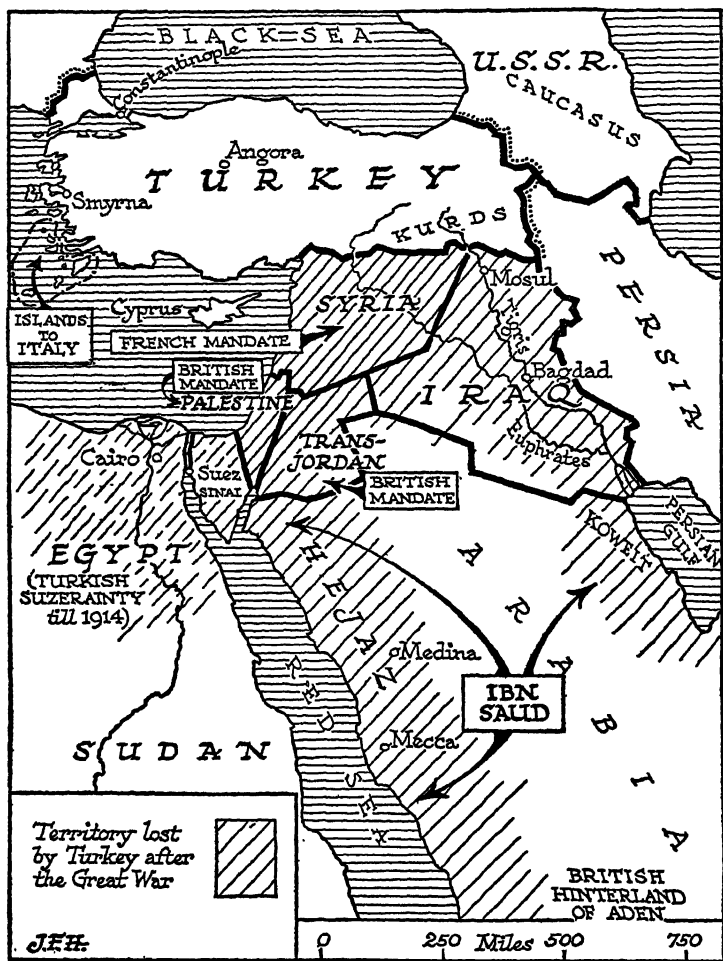 BLACK SEA
Constantinople
U.S.S.R.
CAUCASUS
Angora
TURKEY
Smyrna
KURDS
PERSIA
Mosul
ISLANDS
TO
ITALY
Cyprus
SYRIA
FRENCH MANDATE
Tigris
BRITISH
MANDATE
PALESTINE
Bagdad
IRAQ
TRANS-
JORDAN
Euphrates
Cairo
Suez
SINAI
BRITISH
MANDATE
PERSIAN
GULF
KOWEIT
EGYPT
(TURKISH
SUZERAINTY
till 1914)
HEJAZ
ARABIA
Medina
IBN
SAUD
RED SEA
Mecca
SUDAN
Territory lost
by Turkey after
the Great War
BRITISH
HINTERLAND
OF ADEN
J.F.H.
0 250 Miles 500 750